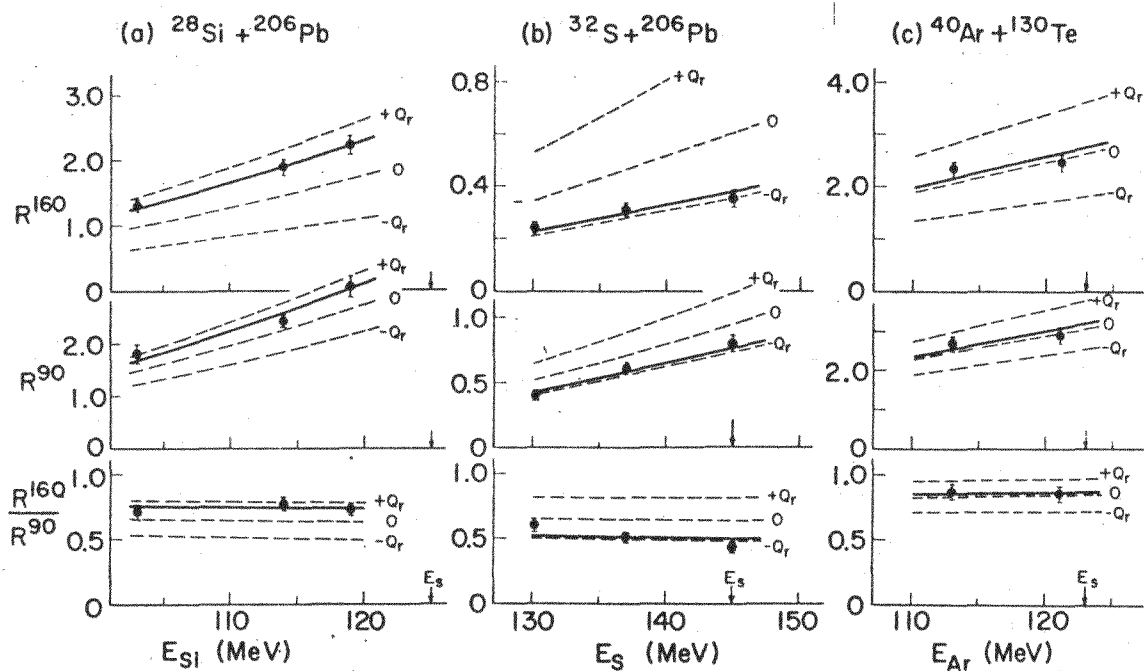 (a) ²⁸Si + ²⁰⁶Pb
(b) ³²S + ²⁰⁶Pb
(c) ⁴⁰Ar + ¹³⁰Te
R¹⁶⁰
3.0
2.0
1.0
0
+Qr
0
-Qr
0.8
0.4
0
+Qr
0
-Qr
4.0
2.0
0
+Qr
0
-Qr
R⁹⁰
2.0
1.0
0
+Qr
0
-Qr
1.0
0.5
0
+Qr
0
-Qr
2.0
0
+Qr
0
-Qr
R¹⁶⁰
R⁹⁰
1.0
0.5
0
+Qr
0
-Qr
Es
1.0
0.5
0
+Qr
0
-Qr
Es
1.0
0.5
0
+Qr
0
-Qr
Es
110 120
130 140 150
110 120
E_Si (MeV)
E_S (MeV)
E_Ar (MeV)